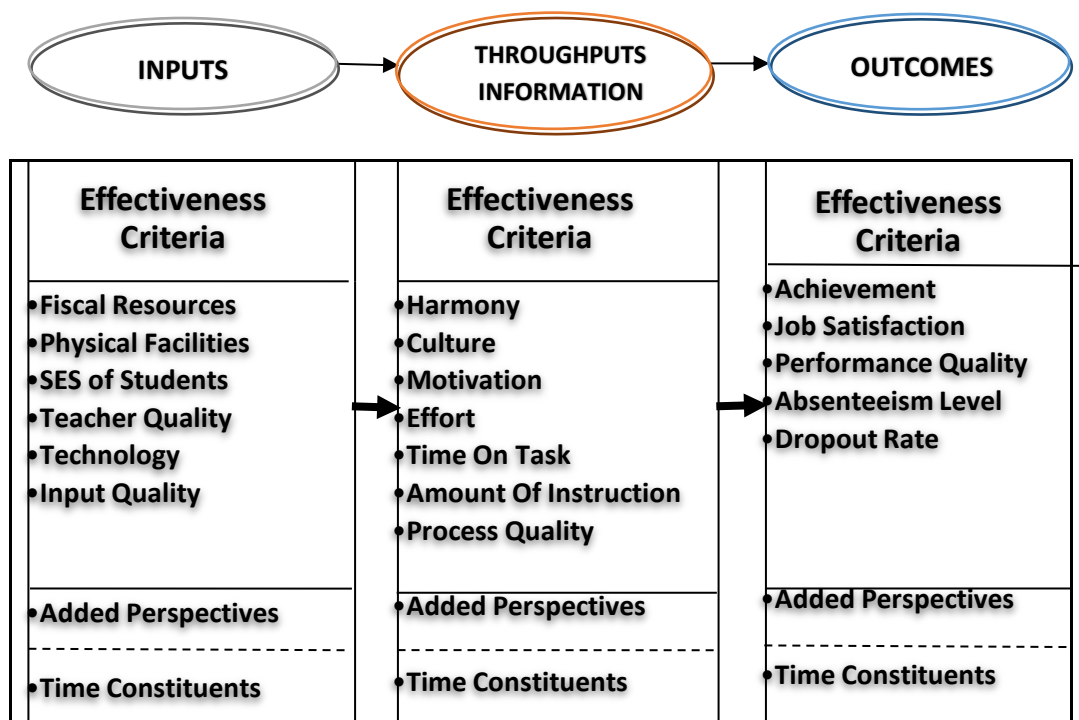 INPUTS
THROUGHPUTS
INFORMATION
OUTCOMES
Effectiveness
Criteria
•Fiscal Resources
•Physical Facilities
•SES of Students
•Teacher Quality
•Technology
•Input Quality
•Added Perspectives
•Time Constituents
Effectiveness
Criteria
•Harmony
•Culture
•Motivation
•Effort
•Time On Task
•Amount Of Instruction
•Process Quality
•Added Perspectives
•Time Constituents
Effectiveness
Criteria
•Achievement
•Job Satisfaction
•Performance Quality
•Absenteeism Level
•Dropout Rate
•Added Perspectives
•Time Constituents